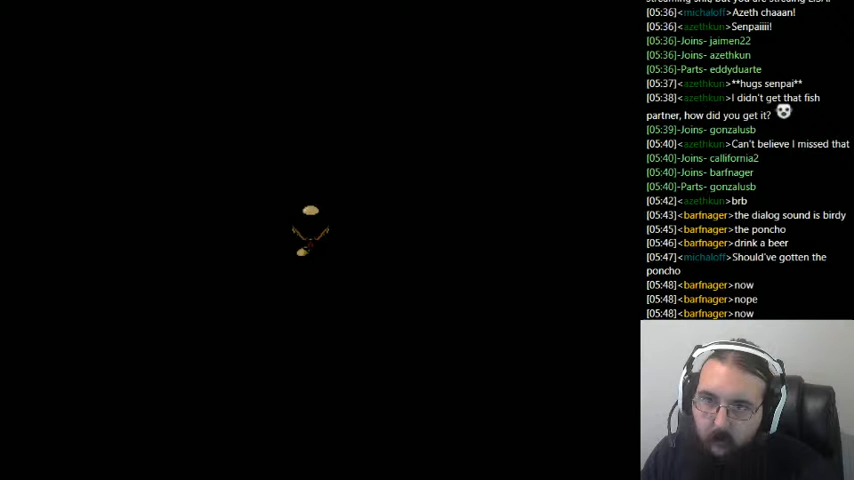 streaming shit, but you are stealing LISA!
[05:36]<michaloff>Azeth chaaan!
[05:36]<azethkun>Senpaiiii!
[05:36]-Joins- jaimen22
[05:36]-Joins- azethkun
[05:36]-Parts- eddyduarte
[05:37]<azethkun>**hugs senpai**
[05:38]<azethkun>I didn't get that fish
partner, how did you get it?
[05:39]-Joins- gonzalusb
[05:40]<azethkun>Can't believe I missed that
[05:40]-Joins- callifornia2
[05:40]-Joins- barfnager
[05:40]-Parts- gonzalusb
[05:42]<azethkun>brb
[05:43]<barfnager>the dialog sound is birdy
[05:45]<barfnager>the poncho
[05:46]<barfnager>drink a beer
[05:47]<michaloff>Should've gotten the
poncho
[05:48]<barfnager>now
[05:48]<barfnager>nope
[05:48]<barfnager>now